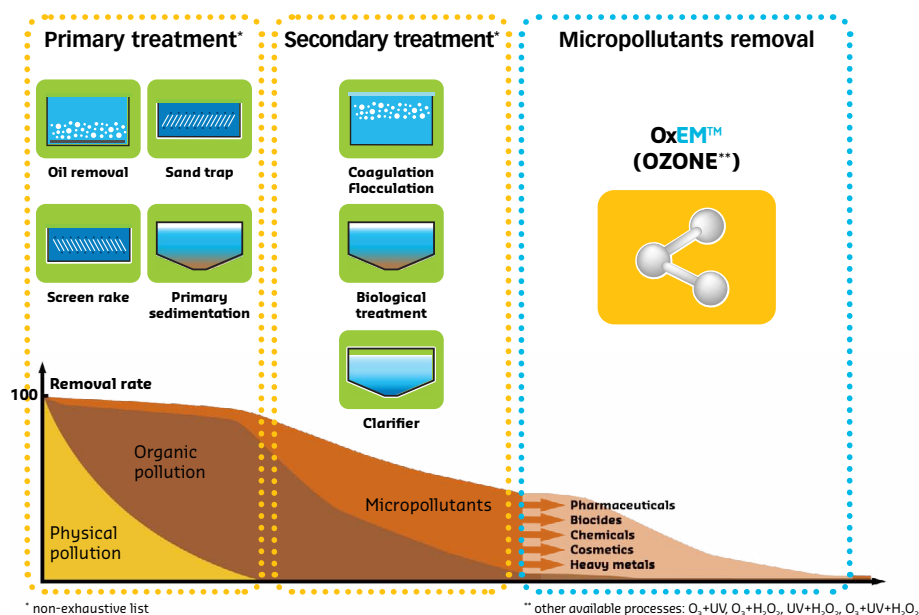 Primary treatment*
Secondary treatment*
Micropollutants removal
Oil removal
Sand trap
Screen rake
Primary
sedimentation
Coagulation
Flocculation
Biological
treatment
Clarifier
OxEM™
(OZONE**)
Removal rate
100
Organic
pollution
Physical
pollution
Micropollutants
Pharmaceuticals
Biocides
Chemicals
Cosmetics
Heavy metals
* non-exhaustive list
** other available processes: O₃+UV, O₃+H₂O₂, UV+H₂O₂, O₃+UV+H₂O₂